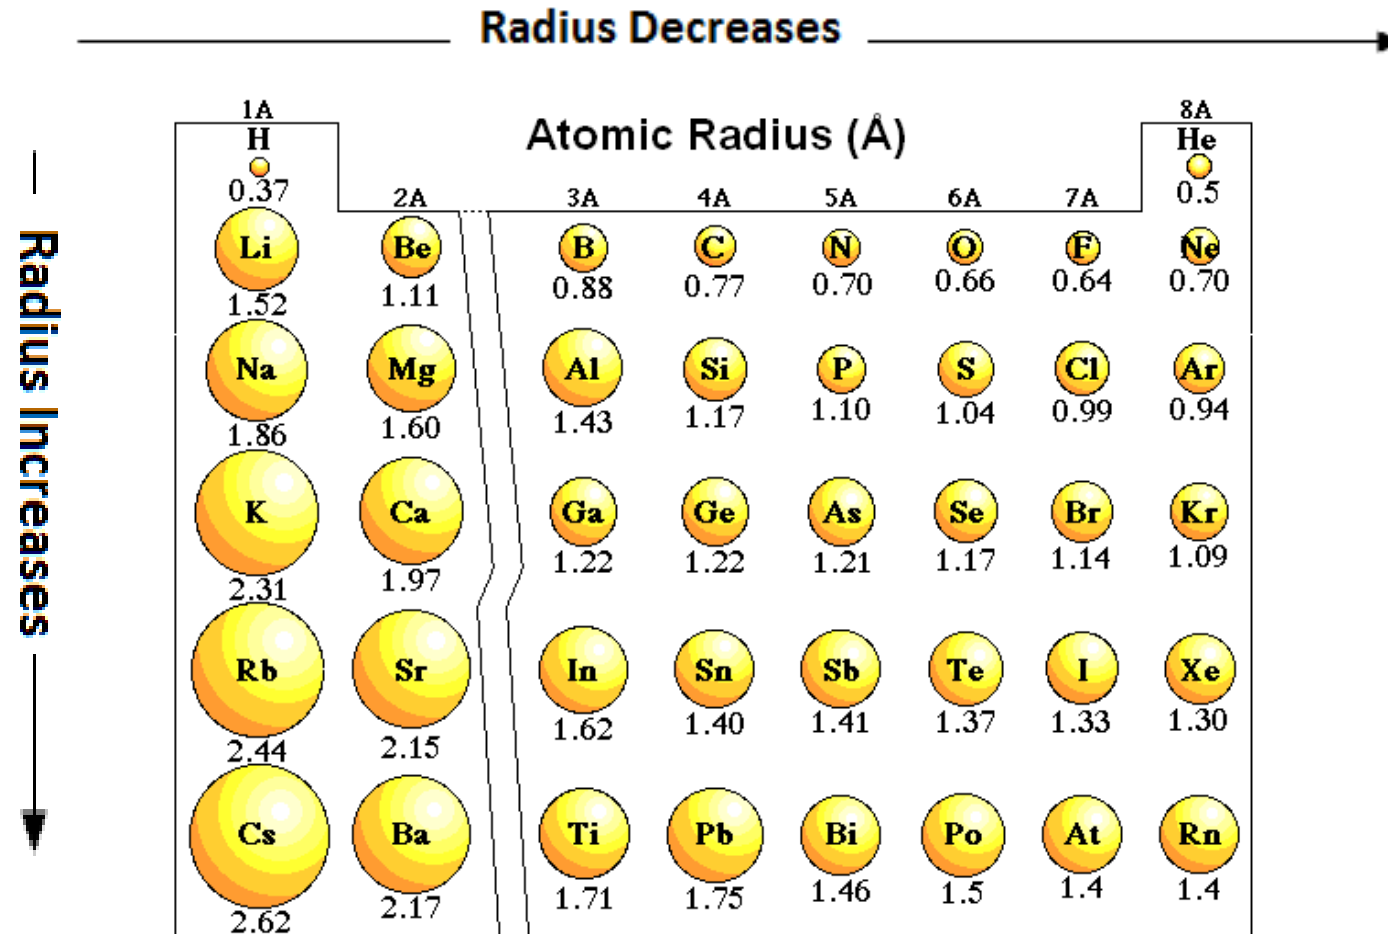 Radius Decreases
Radius Increases
Atomic Radius (Å)
1A 8A
H He
0.37 0.5
2A 3A 4A 5A 6A 7A
Li Be B C N O F Ne
1.52 1.11 0.88 0.77 0.70 0.66 0.64 0.70
Na Mg Al Si P S Cl Ar
1.86 1.60 1.43 1.17 1.10 1.04 0.99 0.94
K Ca Ga Ge As Se Br Kr
2.31 1.97 1.22 1.22 1.21 1.17 1.14 1.09
Rb Sr In Sn Sb Te I Xe
2.44 2.15 1.62 1.40 1.41 1.37 1.33 1.30
Cs Ba Ti Pb Bi Po At Rn
2.62 2.17 1.71 1.75 1.46 1.5 1.4 1.4